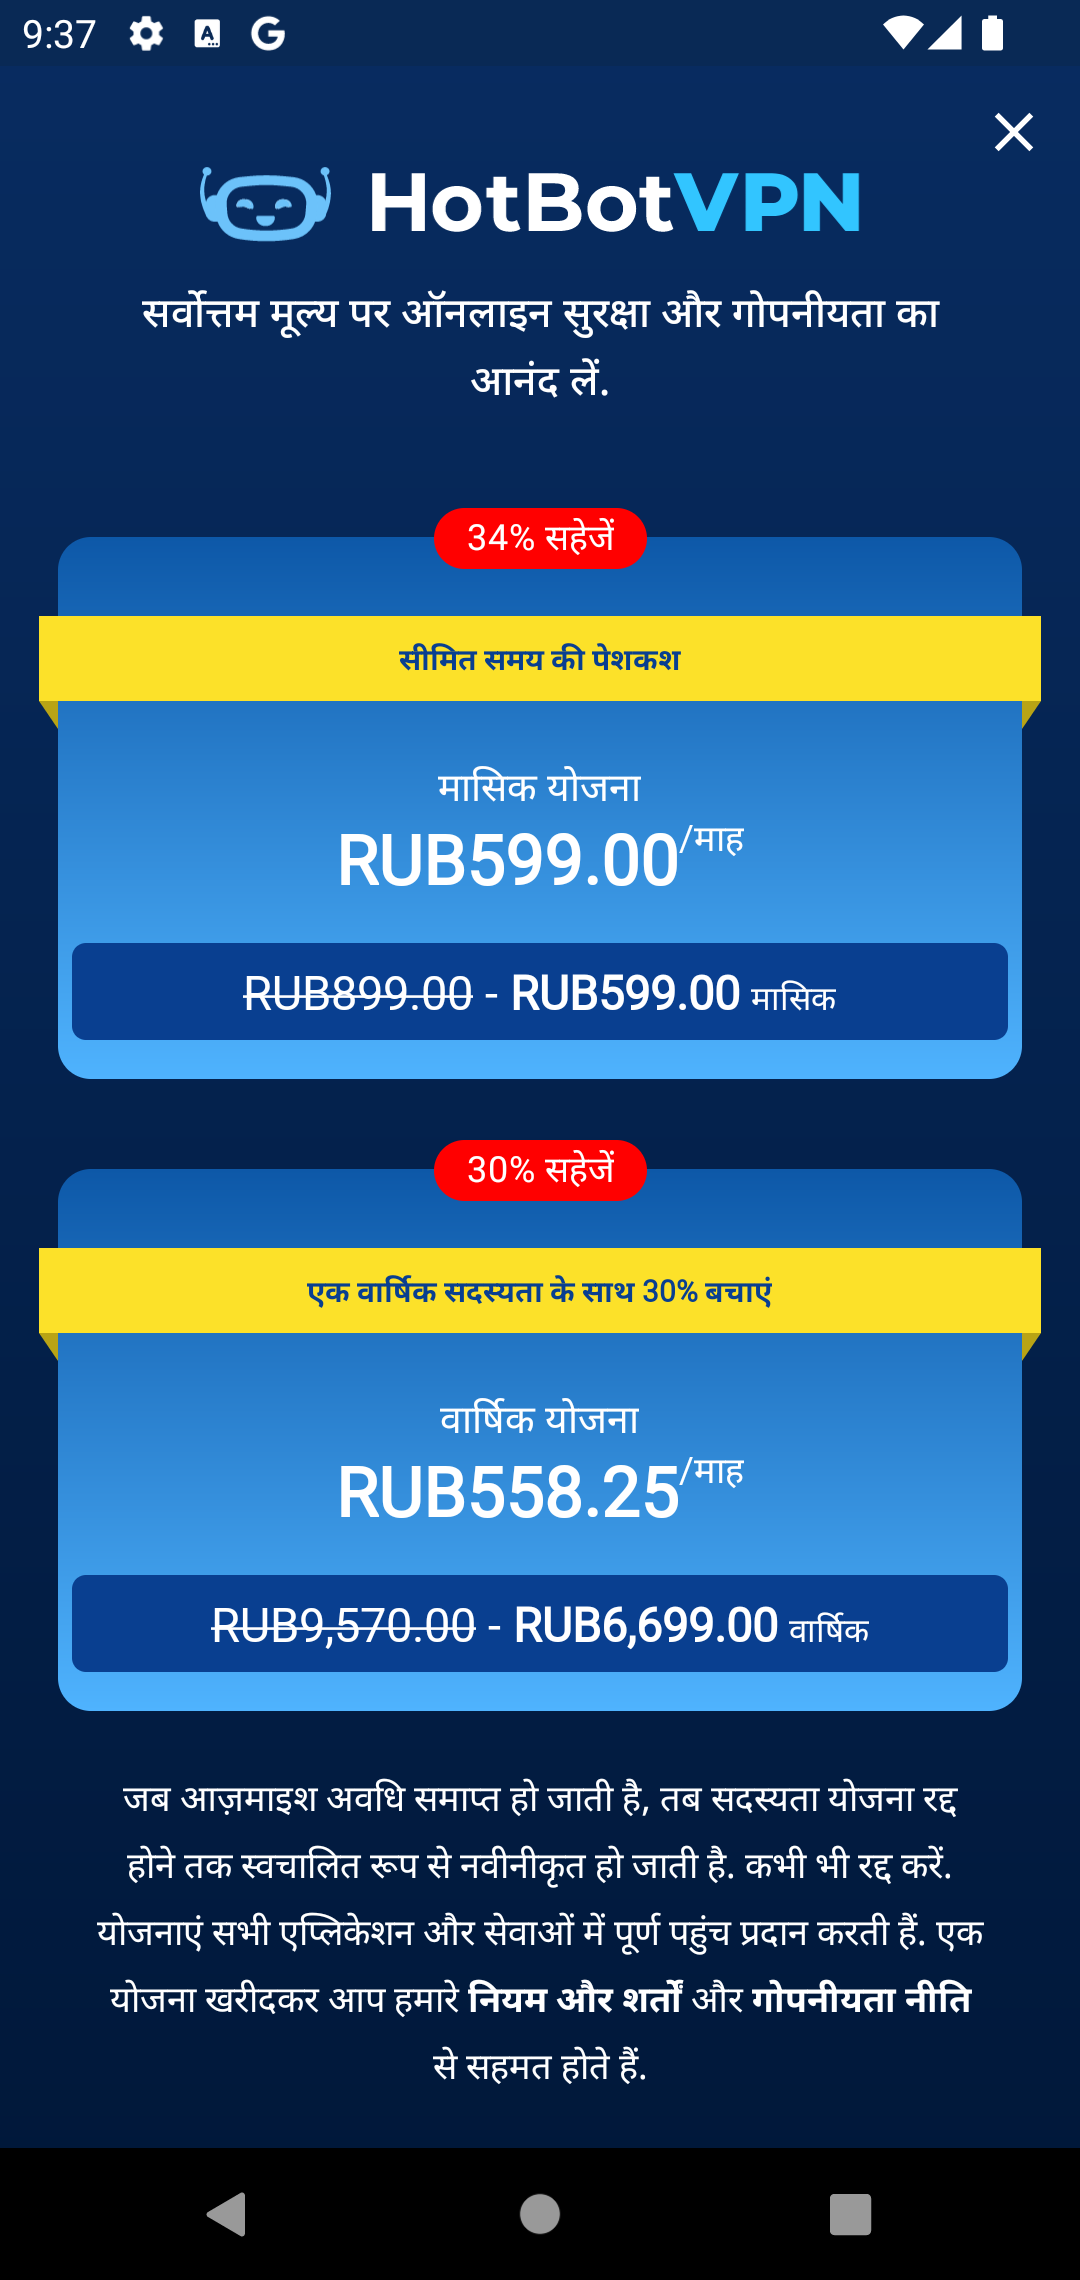 9:37
HotBotVPN
सर्वोत्तम मूल्य पर ऑनलाइन सुरक्षा और गोपनीयता का
आनंद लें.
34% सहेजें
सीमित समय की पेशकश
मासिक योजना
RUB599.00/माह
RUB899.00 - RUB599.00 मासिक
30% सहेजें
एक वार्षिक सदस्यता के साथ 30% बचाएं
वार्षिक योजना
RUB558.25/माह
RUB9,570.00 - RUB6,699.00 वार्षिक
जब आज़माइश अवधि समाप्त हो जाती है, तब सदस्यता योजना रद्द
होने तक स्वचालित रूप से नवीनीकृत हो जाती है. कभी भी रद्द करें.
योजनाएं सभी एप्लिकेशन और सेवाओं में पूर्ण पहुंच प्रदान करती हैं. एक
योजना खरीदकर आप हमारे नियम और शर्तों और गोपनीयता नीति
से सहमत होते हैं.